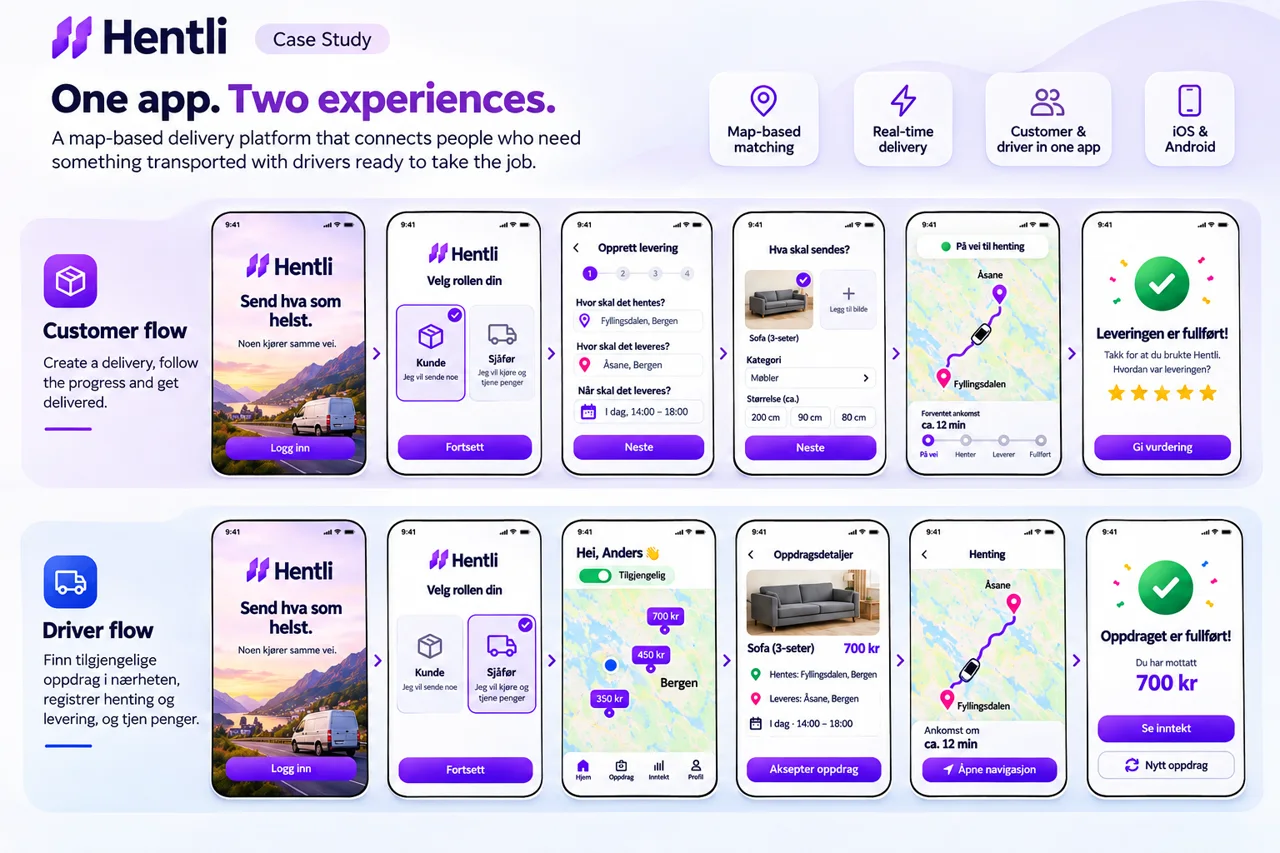 Hentli
Case Study
One app. Two experiences.
A map-based delivery platform that connects people who need
something transported with drivers ready to take the job.
Map-based
matching
Real-time
delivery
Customer &
driver in one app
iOS &
Android
Customer flow
Create a delivery, follow
the progress and get
delivered.
9:41
Hentli
Send hva som
helst.
Noen kjører samme vei.
Logg inn
9:41
Hentli
Velg rollen din
Kunde
Jeg vil sende noe
Sjåfør
Jeg vil kjøre og
tjene penger
Fortsett
9:41
Opprett levering
1 2 3 4
Hvor skal det hentes?
Fyllingsdalen, Bergen
Hvor skal det leveres?
Åsane, Bergen
Når skal det leveres?
I dag, 14:00 – 18:00
Neste
9:41
Hva skal sendes?
Legg til bilde
Sofa (3-seter)
Kategori
Møbler
Størrelse (ca.)
200 cm 90 cm 80 cm
Neste
9:41
På vei til henting
Åsane
Fyllingsdalen
Forventet ankomst
ca. 12 min
På vei Henter Leverer Fullført
9:41
Leveringen er fullført!
Takk for at du brukte Hentli.
Hvordan var leveringen?
Gi vurdering
Driver flow
Finn tilgjengelige
oppdrag i nærheten,
registrer henting og
levering, og tjen penger.
9:41
Hentli
Send hva som
helst.
Noen kjører samme vei.
Logg inn
9:41
Hentli
Velg rollen din
Kunde
Jeg vil sende noe
Sjåfør
Jeg vil kjøre og
tjene penger
Fortsett
9:41
Hei, Anders 👋
Tilgjengelig
700 kr
450 kr
Bergen
350 kr
Hjem Oppdrag Inntekt Profil
9:41
Oppdragsdetaljer
Sofa (3-seter) 700 kr
Hentes: Fyllingsdalen, Bergen
Leveres: Åsane, Bergen
I dag · 14:00 – 18:00
Aksepter oppdrag
9:41
Henting
Åsane
Fyllingsdalen
Ankomst om
ca. 12 min
Åpne navigasjon
9:41
Oppdraget er fullført!
Du har mottatt
700 kr
Se inntekt
Nytt oppdrag